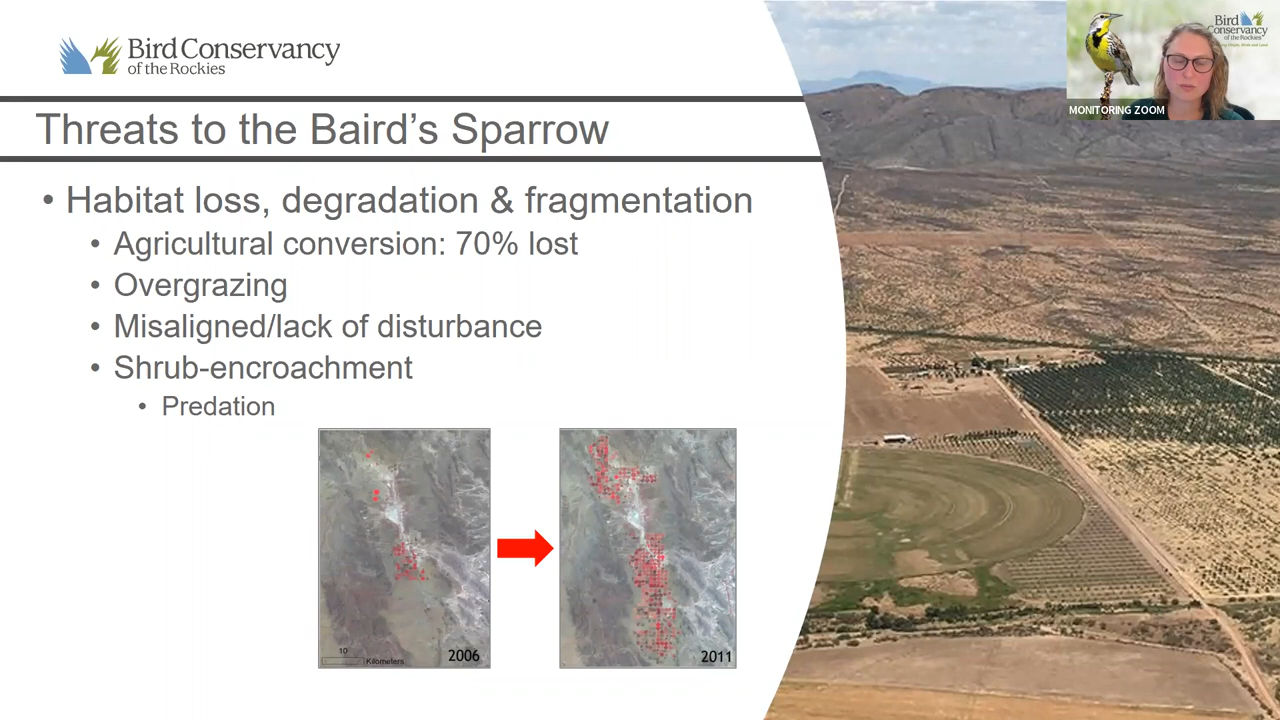 Bird Conservancy
of the Rockies
Bird
Conservancy
of the Rockies
MONITORING ZOOM
Threats to the Baird's Sparrow
• Habitat loss, degradation & fragmentation
• Agricultural conversion: 70% lost
• Overgrazing
• Misaligned/lack of disturbance
• Shrub-encroachment
• Predation
10
Kilometers
2006
2011